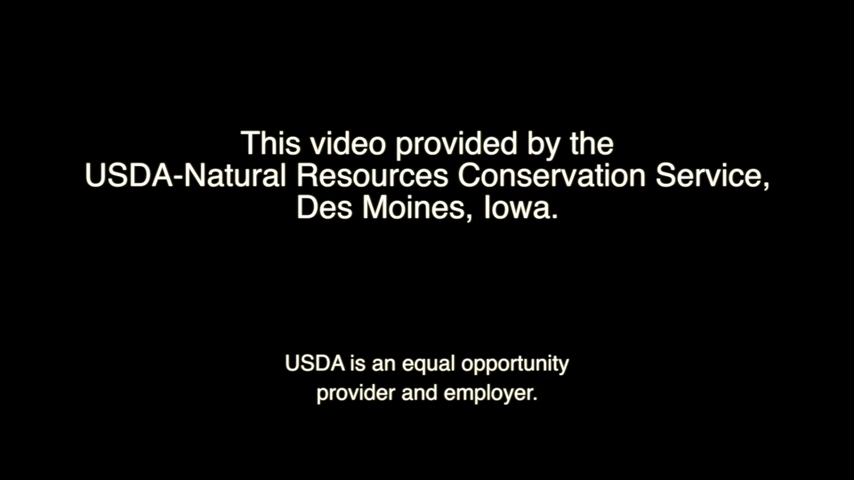 This video provided by the
USDA-Natural Resources Conservation Service,
Des Moines, Iowa.
USDA is an equal opportunity
provider and employer.